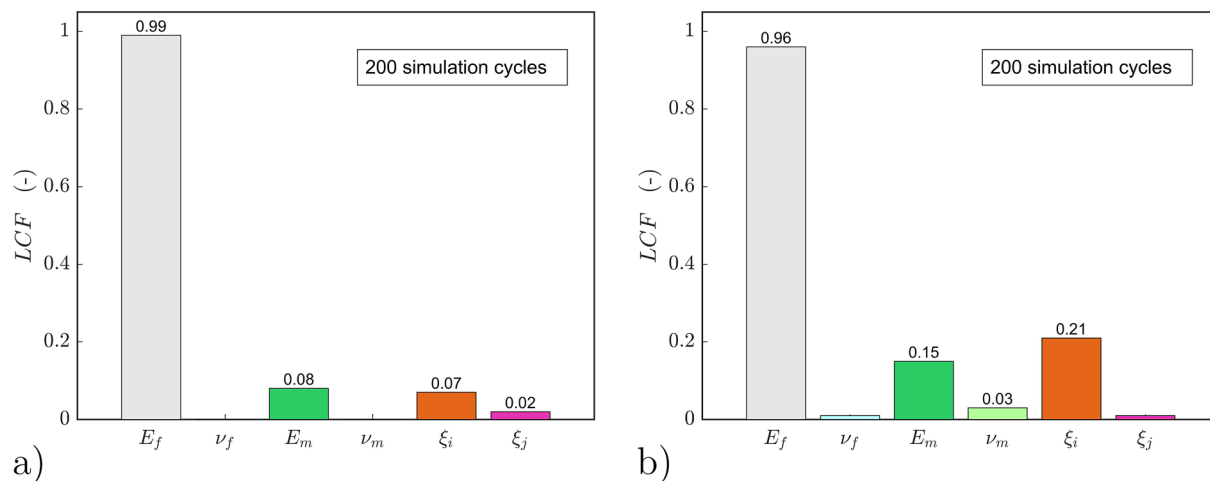 1
0.8
0.6
0.4
0.2
0
LCF (-)
200 simulation cycles
0.99
0.08
0.07
0.02
E_f
ν_f
E_m
ν_m
ξ_i
ξ_j
a)
1
0.8
0.6
0.4
0.2
0
LCF (-)
200 simulation cycles
0.96
0.15
0.03
0.21
E_f
ν_f
E_m
ν_m
ξ_i
ξ_j
b)